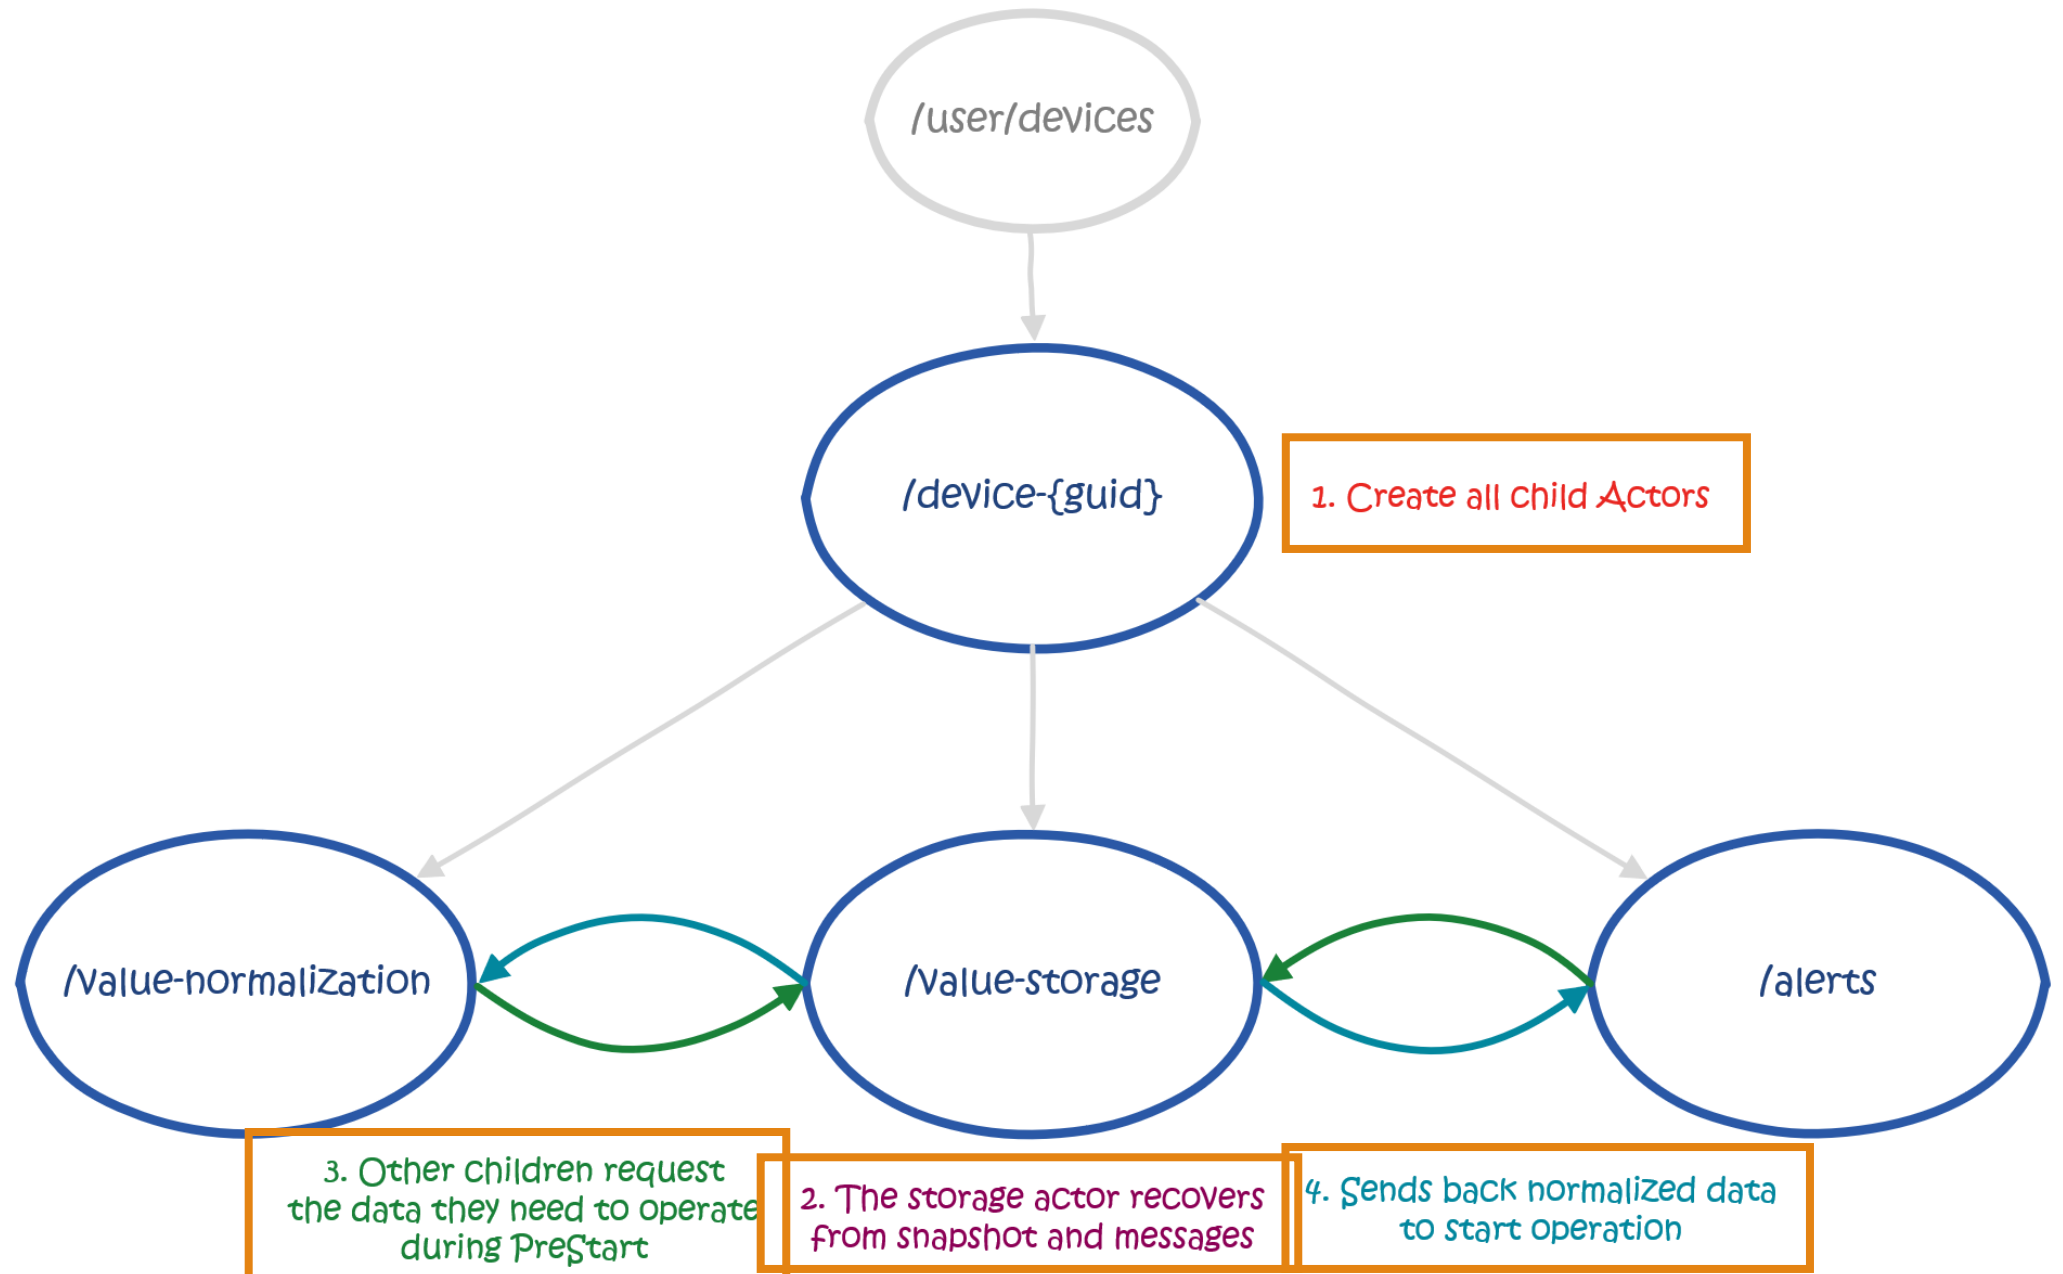 /user/devices
/device-{guid}
1. Create all child Actors
/value-normalization
/value-storage
/alerts
3. Other children request
the data they need to operate
during PreStart
2. The storage actor recovers
from snapshot and messages
4. Sends back normalized data
to start operation